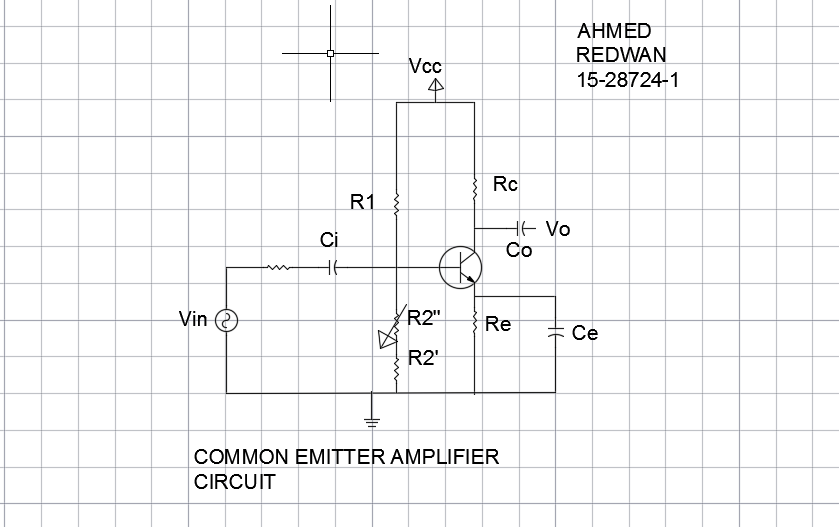 AHMED
REDWAN
15-28724-1
Vcc
R1
Rc
Ci
Vo
Co
Vin
R2"
Re
Ce
R2'
COMMON EMITTER AMPLIFIER
CIRCUIT